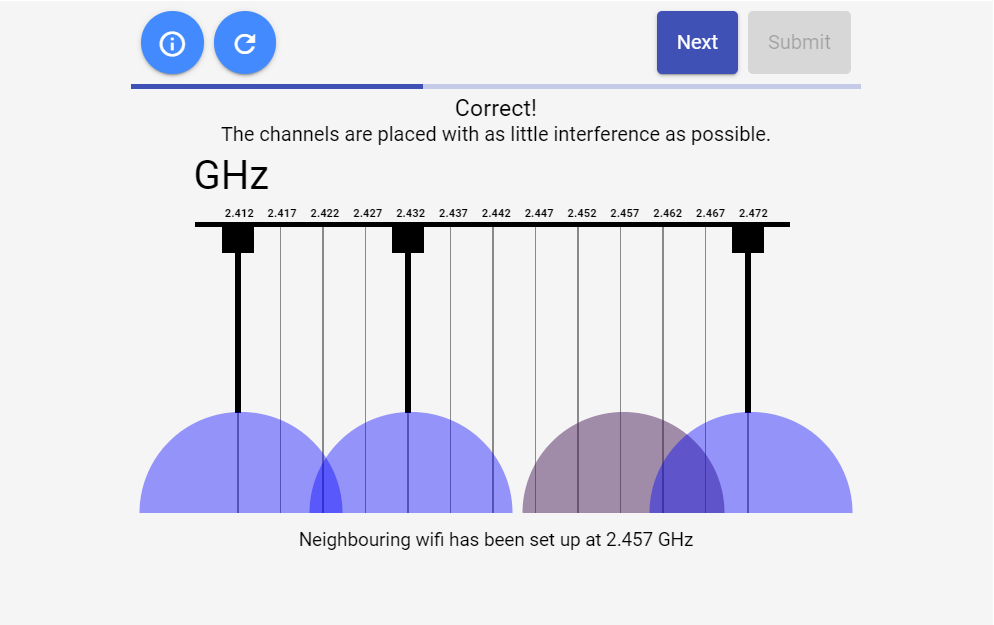 Next
Submit
Correct!
The channels are placed with as little interference as possible.
GHz
2.412 2.417 2.422 2.427 2.432 2.437 2.442 2.447 2.452 2.457 2.462 2.467 2.472
Neighbouring wifi has been set up at 2.457 GHz